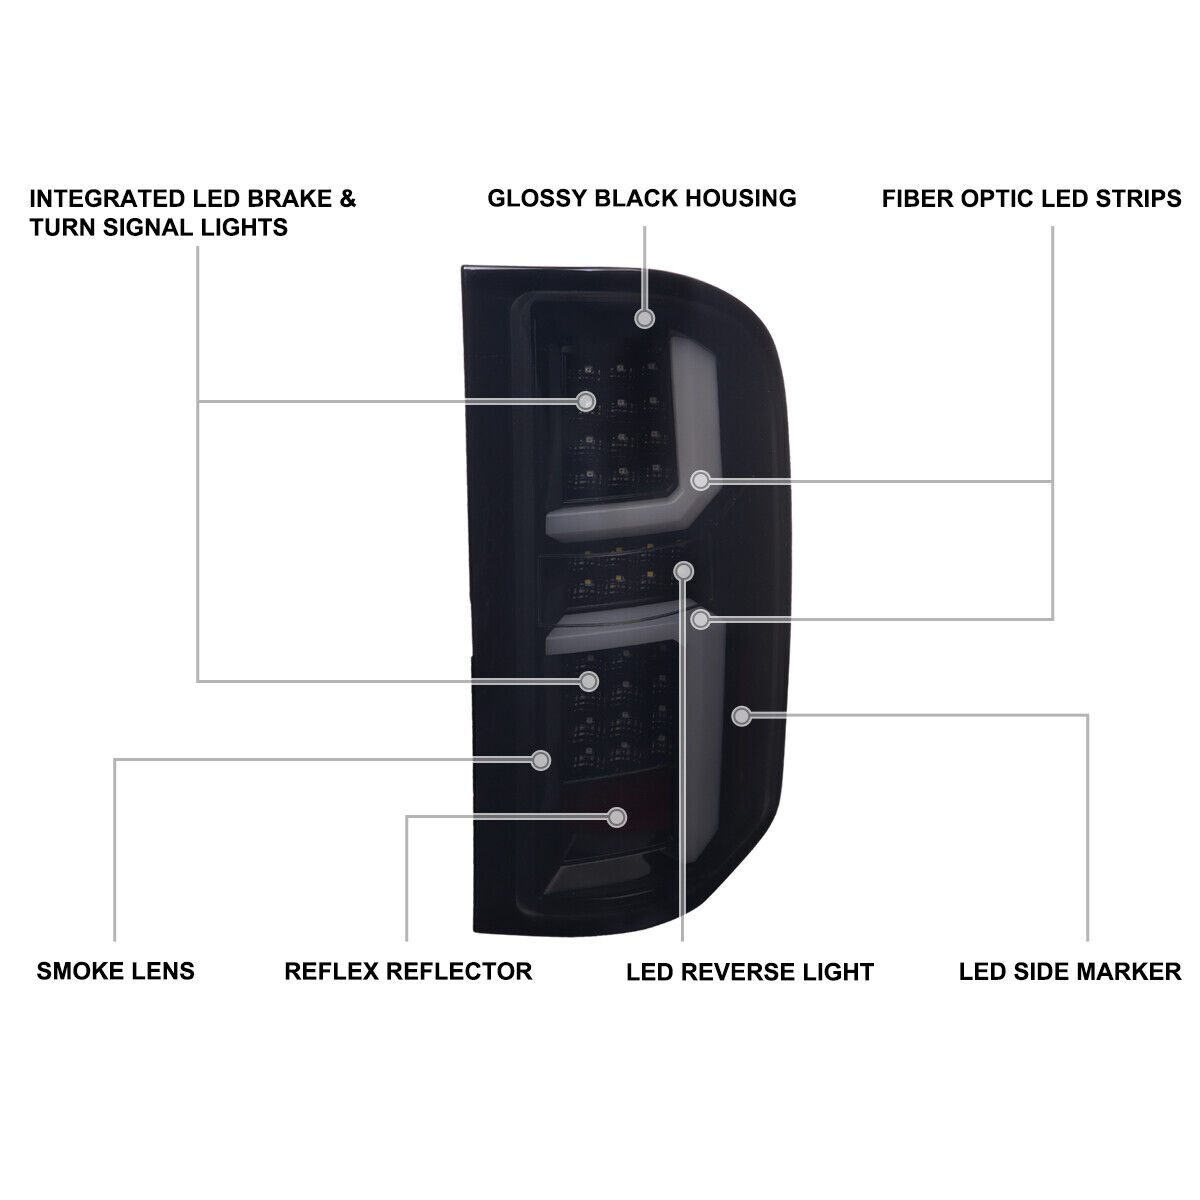 INTEGRATED LED BRAKE &
TURN SIGNAL LIGHTS
GLOSSY BLACK HOUSING
FIBER OPTIC LED STRIPS
SMOKE LENS
REFLEX REFLECTOR
LED REVERSE LIGHT
LED SIDE MARKER